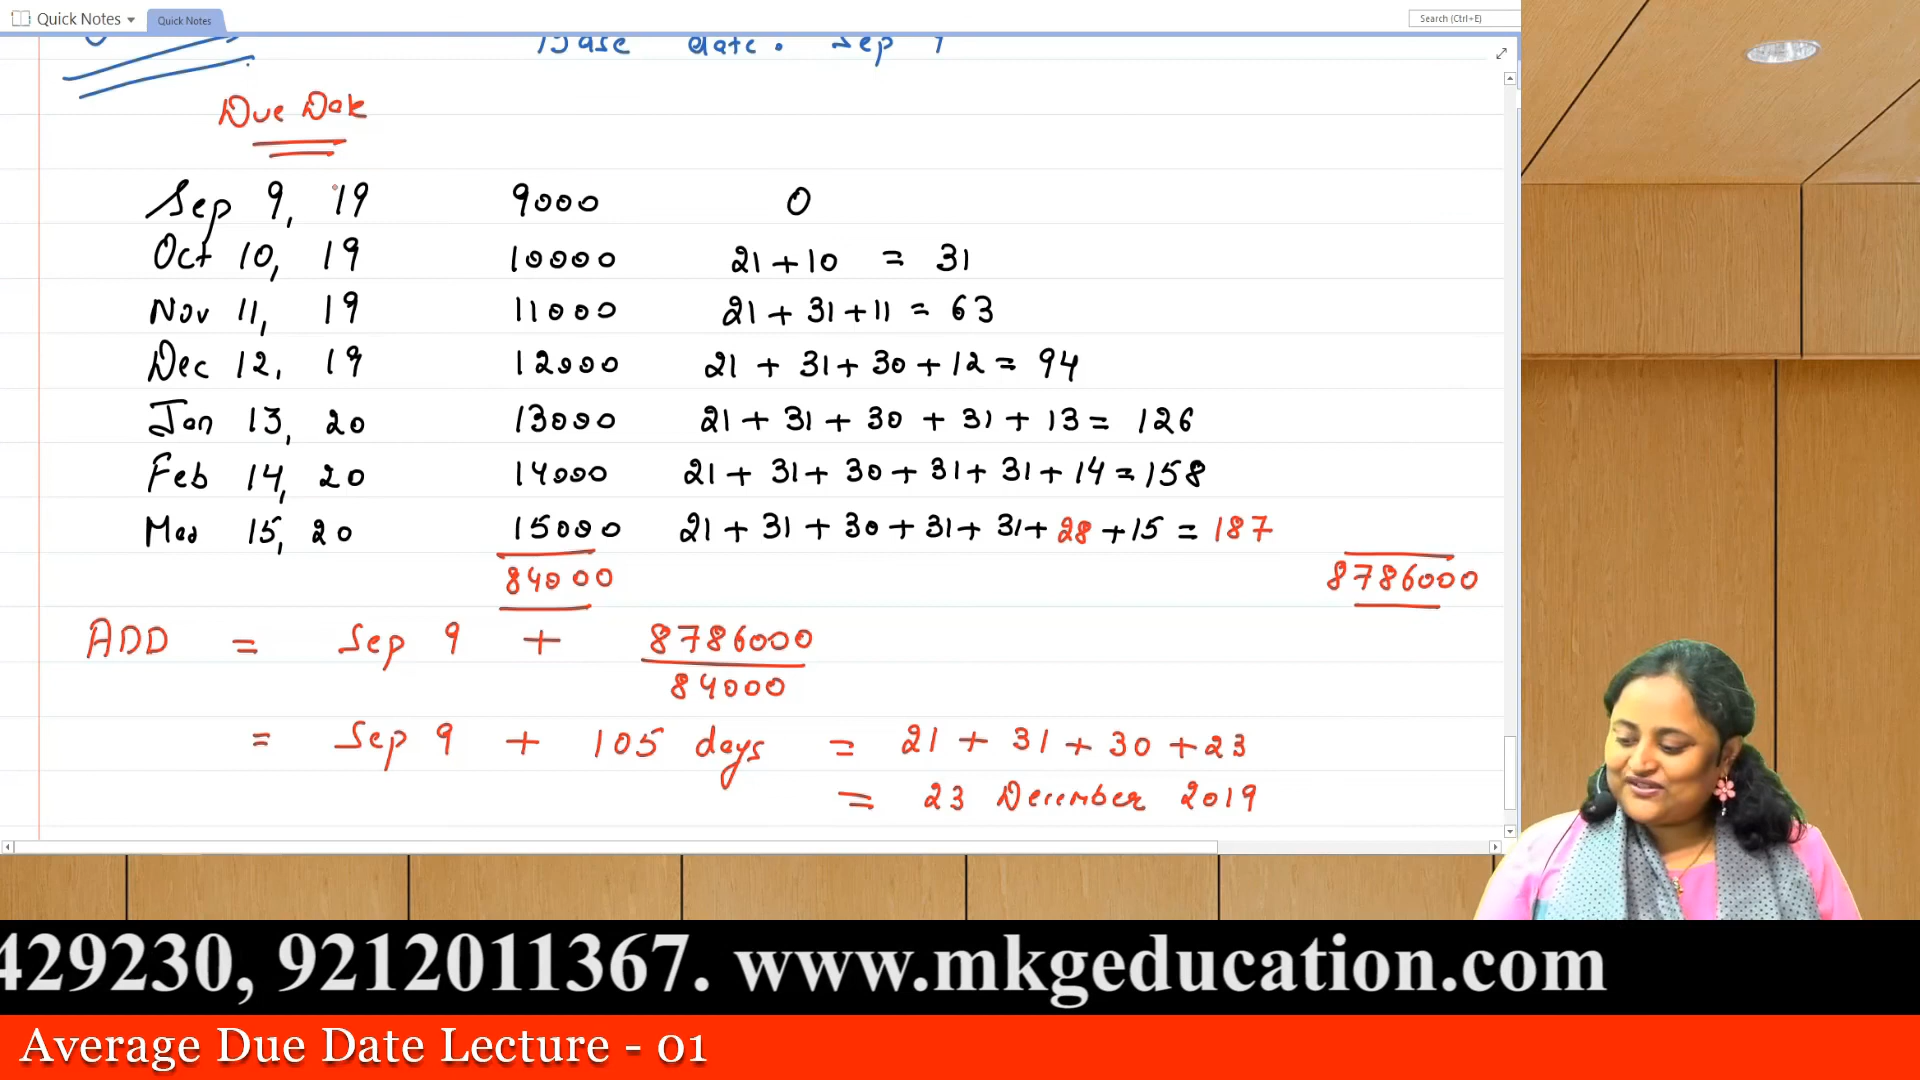 Quick Notes
Quick Notes
Search (Ctrl+E)
Base date. Sep 9
Due Date
Sep 9, 19 9000 0
Oct 10, 19 10000 21 + 10 = 31
Nov 11, 19 11000 21 + 31 + 11 = 63
Dec 12, 19 12000 21 + 31 + 30 + 12 = 94
Jan 13, 20 13000 21 + 31 + 30 + 31 + 13 = 126
Feb 14, 20 14000 21 + 31 + 30 + 31 + 31 + 14 = 158
Mar 15, 20 15000 21 + 31 + 30 + 31 + 31 + 28 + 15 = 187
84000 8786000
ADD = Sep 9 + 8786000
84000
= Sep 9 + 105 days = 21 + 31 + 30 + 23
= 23 December 2019
429230, 9212011367. www.mkgeducation.com
Average Due Date Lecture - 01